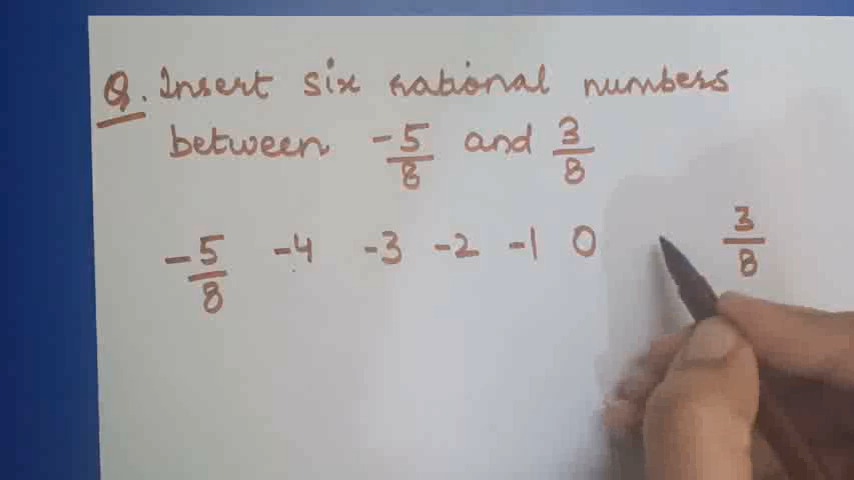 Q. Insert six rational numbers
between -5/8 and 3/8
-5/8 -4 -3 -2 -1 0 3/8